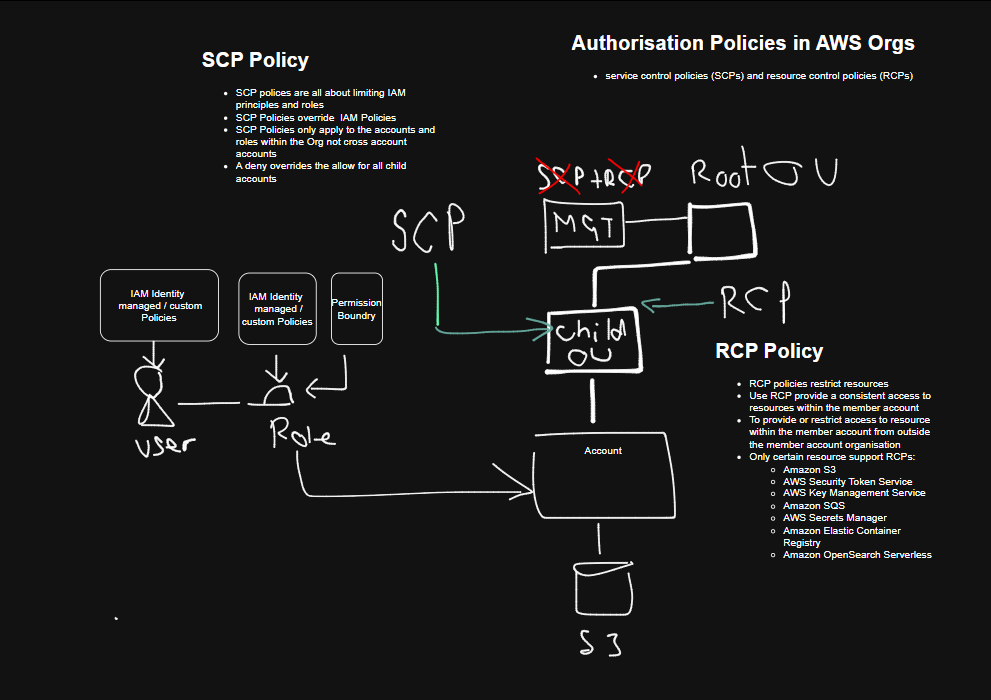 Authorisation Policies in AWS Orgs
service control policies (SCPs) and resource control policies (RCPs)
SCP Policy
SCP polices are all about limiting IAM
principles and roles
SCP Policies override IAM Policies
SCP Policies only apply to the accounts and
roles within the Org not cross account
accounts
A deny overrides the allow for all child
accounts
SCP+RCP
Root OU
MGT
SCP
RCP
Child
OU
IAM Identity
managed / custom
Policies
IAM Identity
managed /
custom Policies
Permission
Boundry
user
Role
RCP Policy
RCP policies restrict resources
Use RCP provide a consistent access to
resources within the member account
To provide or restrict access to resource
within the member account from outside
the member account organisation
Only certain resource support RCPs:
Amazon S3
AWS Security Token Service
AWS Key Management Service
Amazon SQS
AWS Secrets Manager
Amazon Elastic Container
Registry
Amazon OpenSearch Serverless
Account
S3